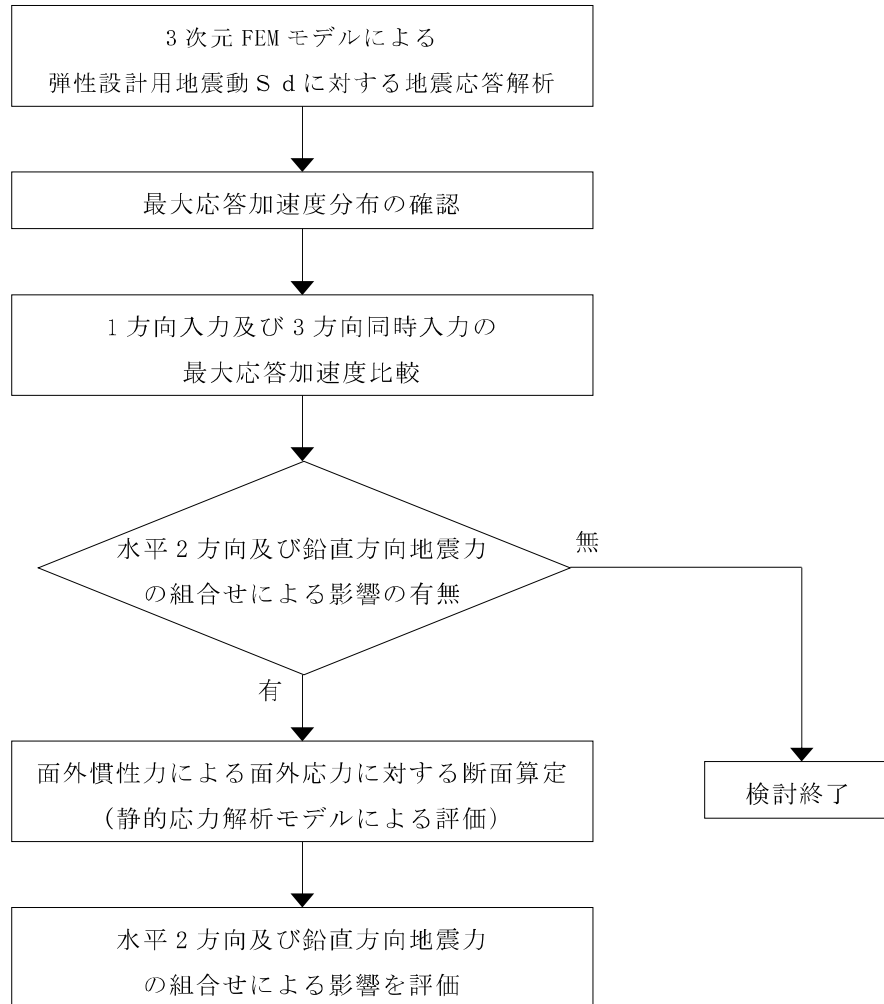 3次元FEMモデルによる
弾性設計用地震動Ｓｄに対する地震応答解析
最大応答加速度分布の確認
1方向入力及び3方向同時入力の
最大応答加速度比較
水平2方向及び鉛直方向地震力
の組合せによる影響の有無
無
有
面外慣性力による面外応力に対する断面算定
(静的応力解析モデルによる評価)
検討終了
水平2方向及び鉛直方向地震力
の組合せによる影響を評価